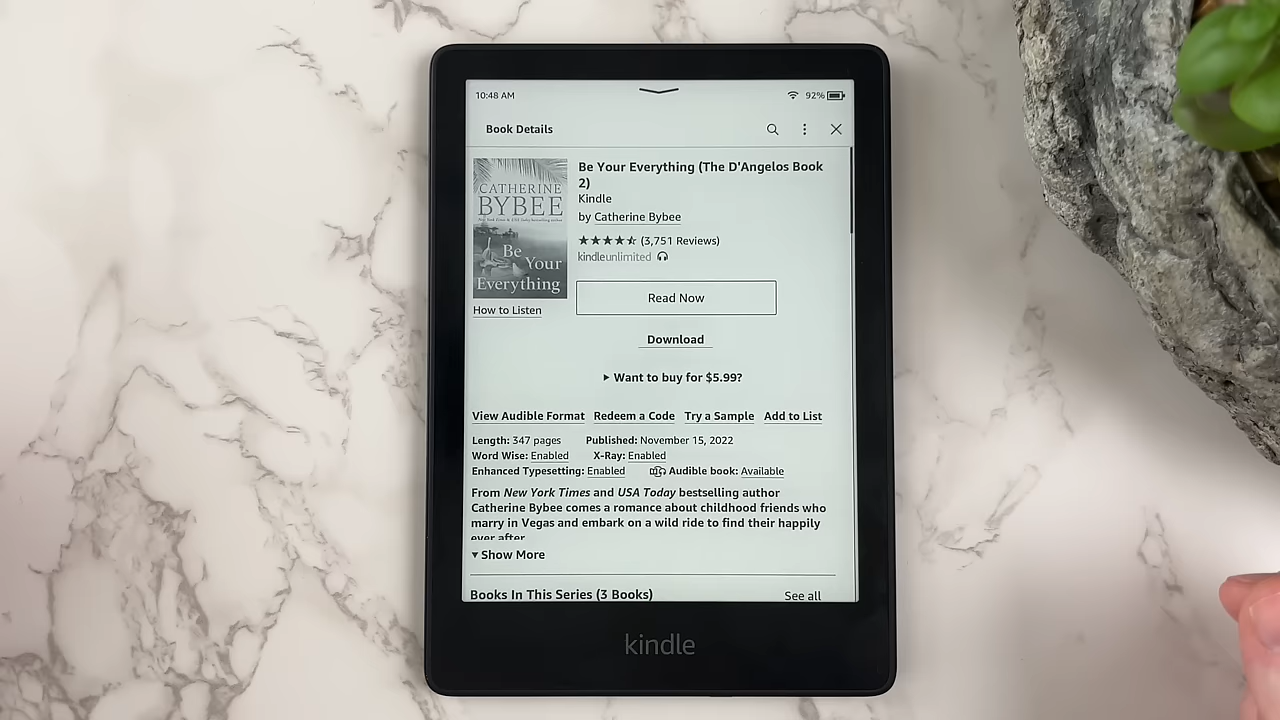 10:48 AM
92%
Book Details
CATHERINE
BYBEE
Be
Your
Everything
Be Your Everything (The D'Angelos Book
2)
Kindle
by Catherine Bybee
(3,751 Reviews)
kindleunlimited
How to Listen
Read Now
Download
Want to buy for $5.99?
View Audible Format Redeem a Code Try a Sample Add to List
Length: 347 pages Published: November 15, 2022
Word Wise: Enabled X-Ray: Enabled
Enhanced Typesetting: Enabled Audible book: Available
From New York Times and USA Today bestselling author
Catherine Bybee comes a romance about childhood friends who
marry in Vegas and embark on a wild ride to find their happily
ever after
Show More
Books In This Series (3 Books) See all
kindle